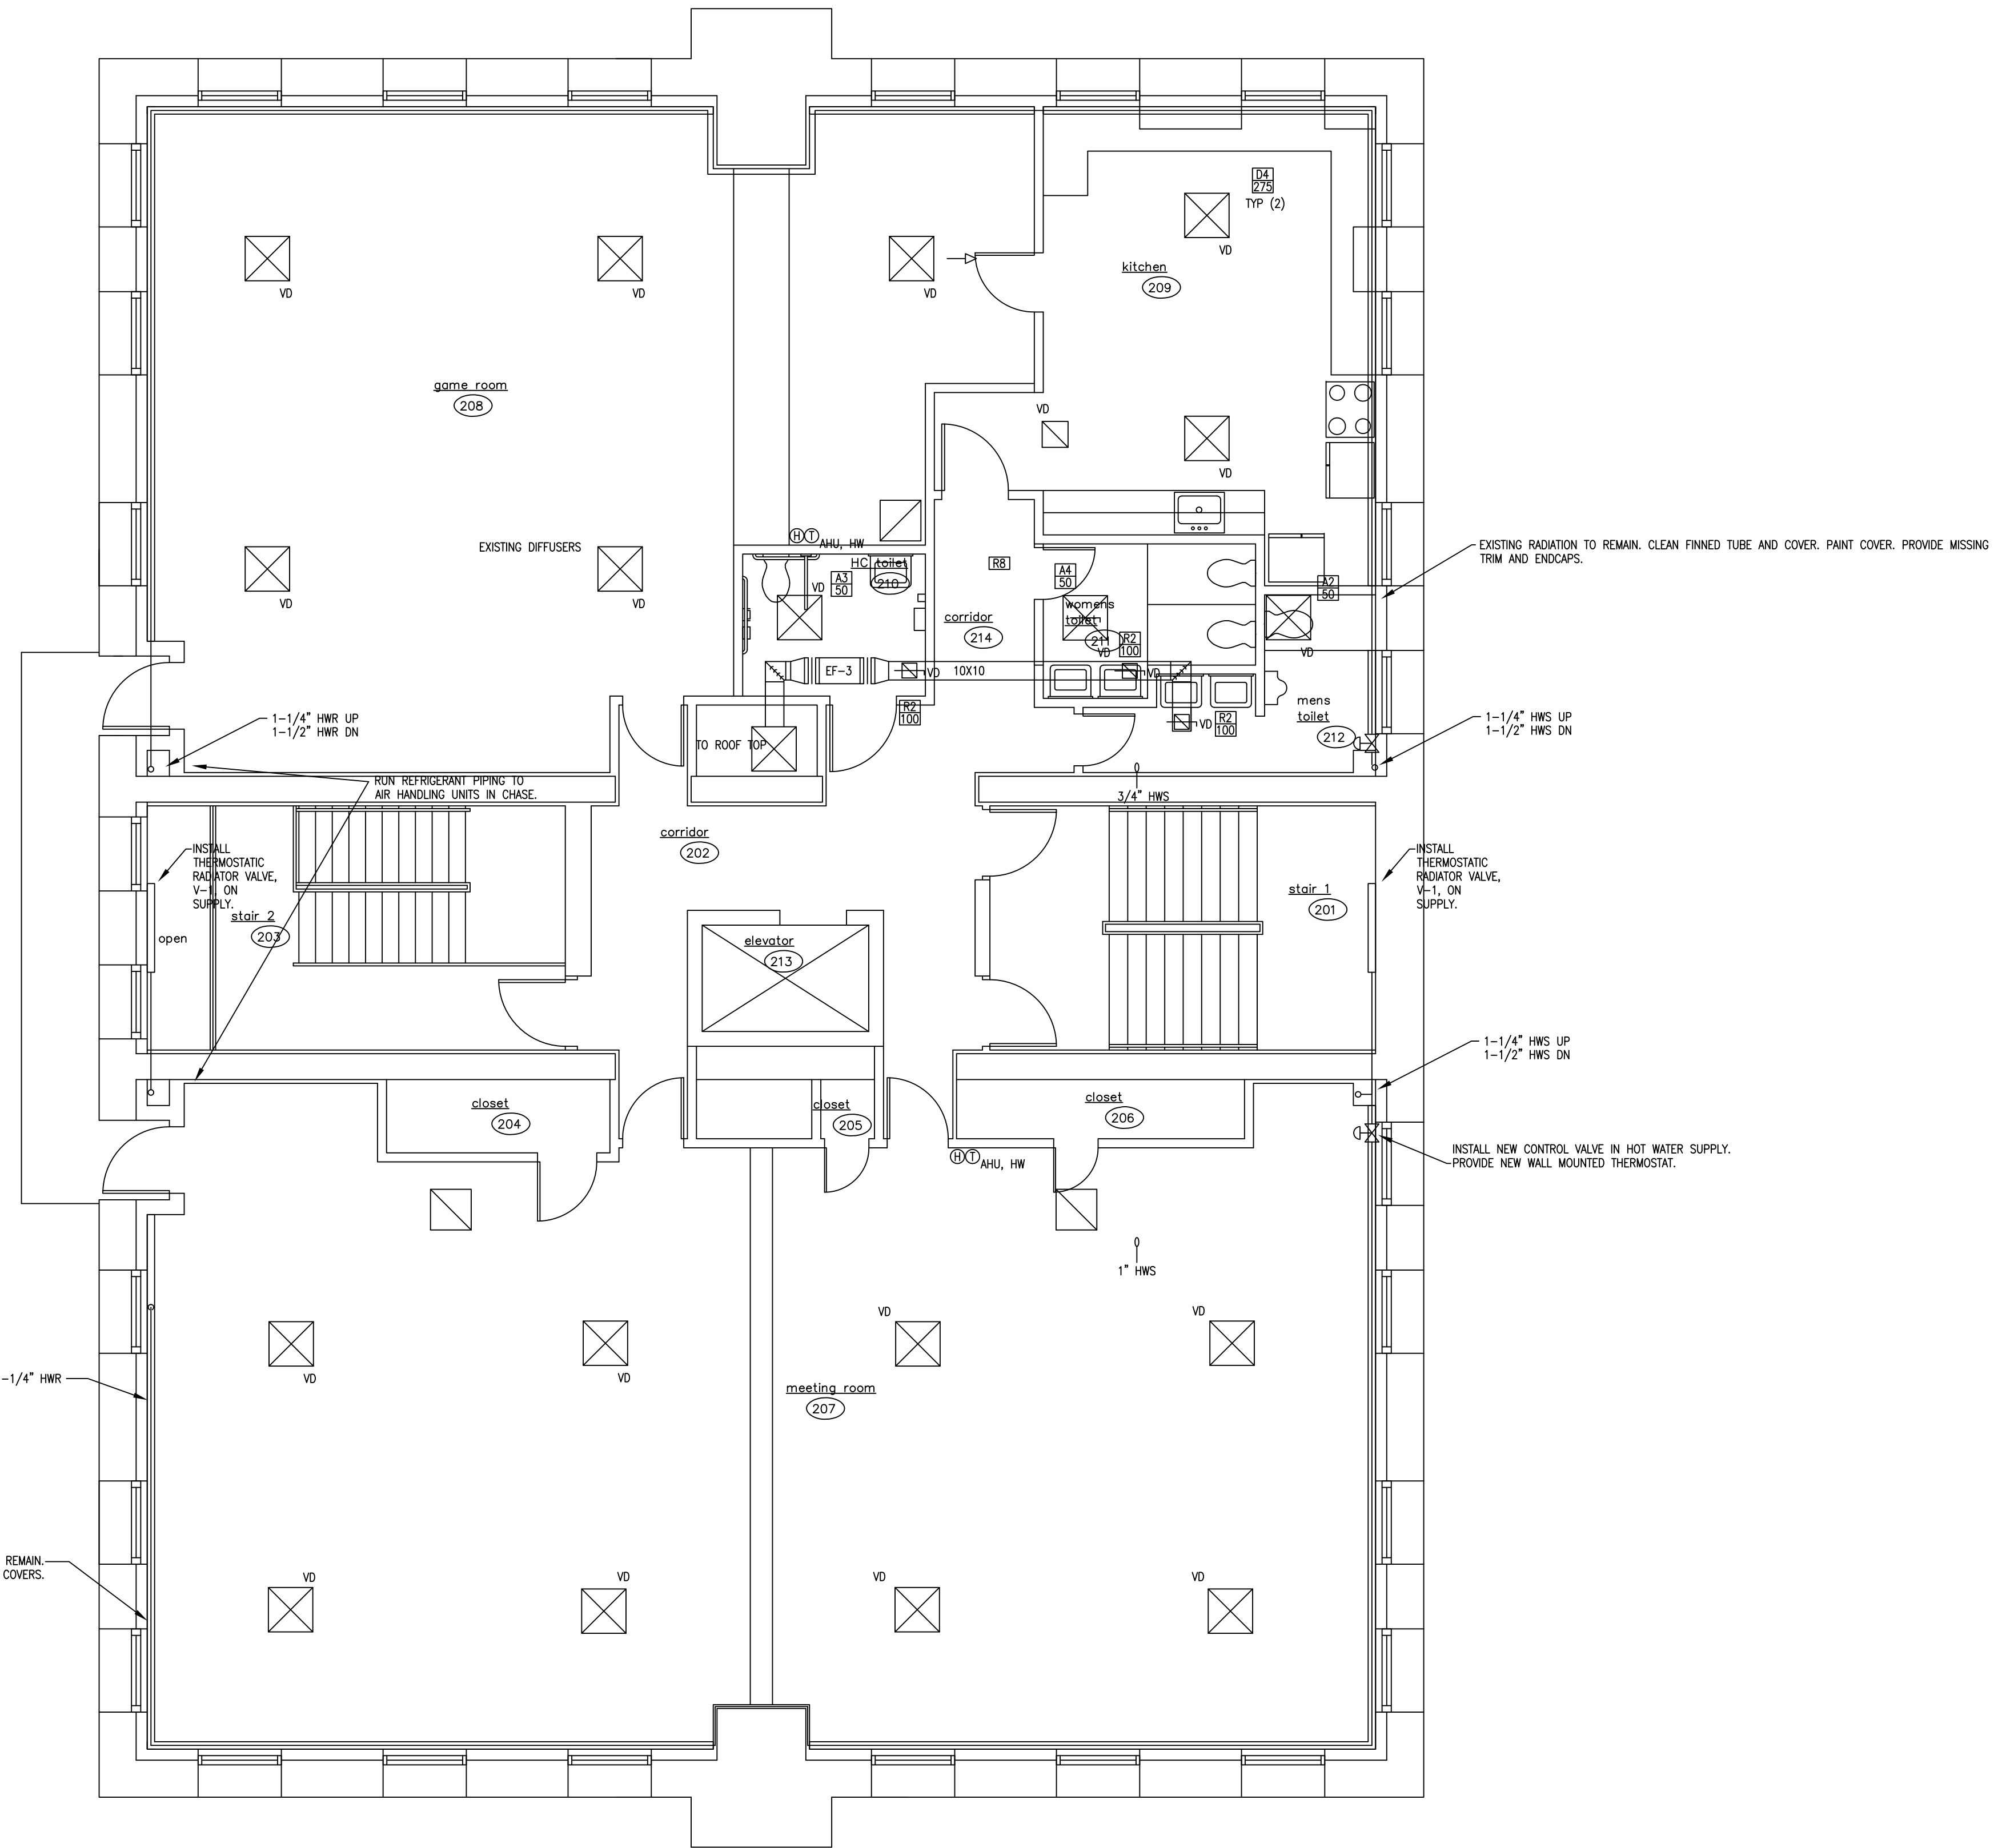 D4
275
TYP (2)
VD
kitchen
209
VD
VD
VD
game room
208
VD
VD
EXISTING DIFFUSERS
VD
VD
H T
AHU, HW
HC toilet
210
A3
50
VD
R8
A4
50
womens
toilet
211
VD
A2
50
VD
EXISTING RADIATION TO REMAIN. CLEAN FINNED TUBE AND COVER. PAINT COVER. PROVIDE MISSING
TRIM AND ENDCAPS.
corridor
214
R2
100
EF-3
VD
10X10
VD
R2
100
VD
R2
100
mens
toilet
212
1-1/4" HWR UP
1-1/2" HWR DN
TO ROOF TOP
1-1/4" HWS UP
1-1/2" HWS DN
RUN REFRIGERANT PIPING TO
AIR HANDLING UNITS IN CHASE.
3/4" HWS
corridor
202
INSTALL
THERMOSTATIC
RADIATOR VALVE,
V-1, ON
SUPPLY.
stair 2
203
open
elevator
213
stair 1
201
INSTALL
THERMOSTATIC
RADIATOR VALVE,
V-1, ON
SUPPLY.
1-1/4" HWS UP
1-1/2" HWS DN
closet
204
closet
205
closet
206
H T
AHU, HW
INSTALL NEW CONTROL VALVE IN HOT WATER SUPPLY.
PROVIDE NEW WALL MOUNTED THERMOSTAT.
1" HWS
VD
VD
VD
VD
-1/4" HWR
meeting room
207
REMAIN.
COVERS.
VD
VD
VD
VD